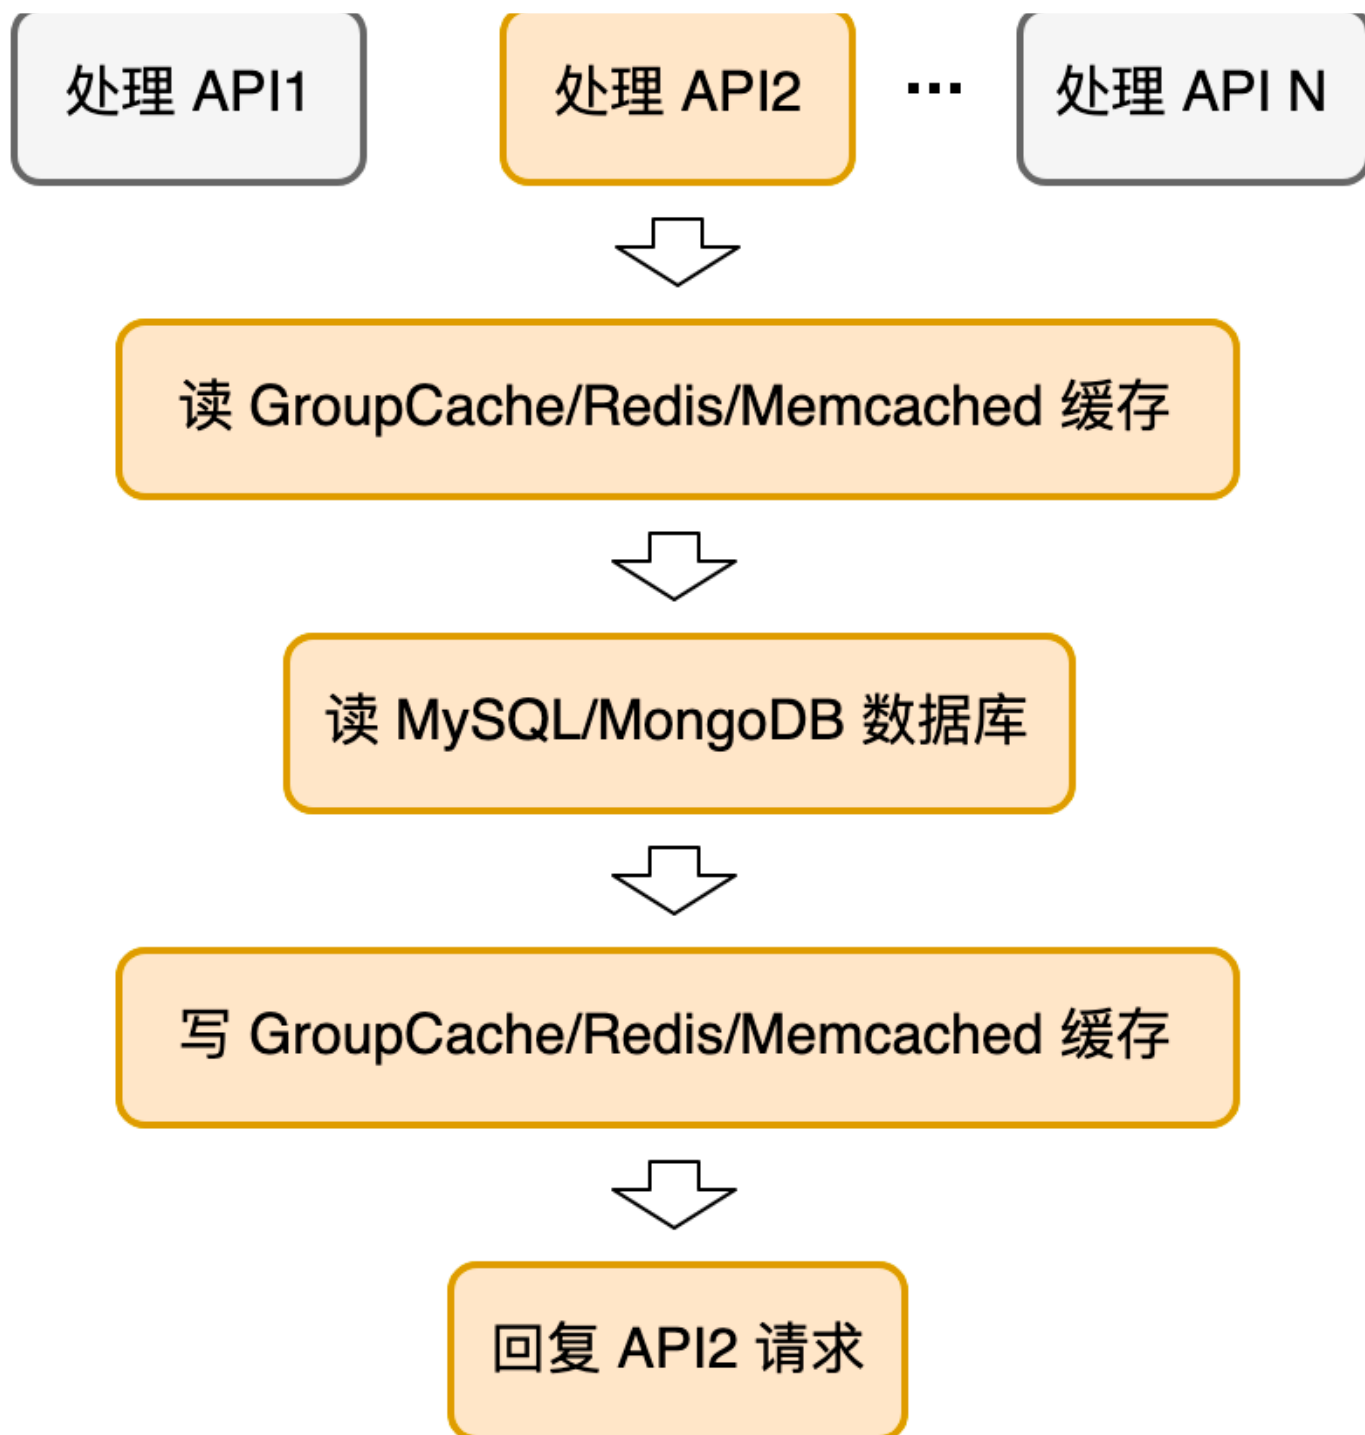 处理 API1
处理 API2
...
处理 API N
读 GroupCache/Redis/Memcached 缓存
读 MySQL/MongoDB 数据库
写 GroupCache/Redis/Memcached 缓存
回复 API2 请求